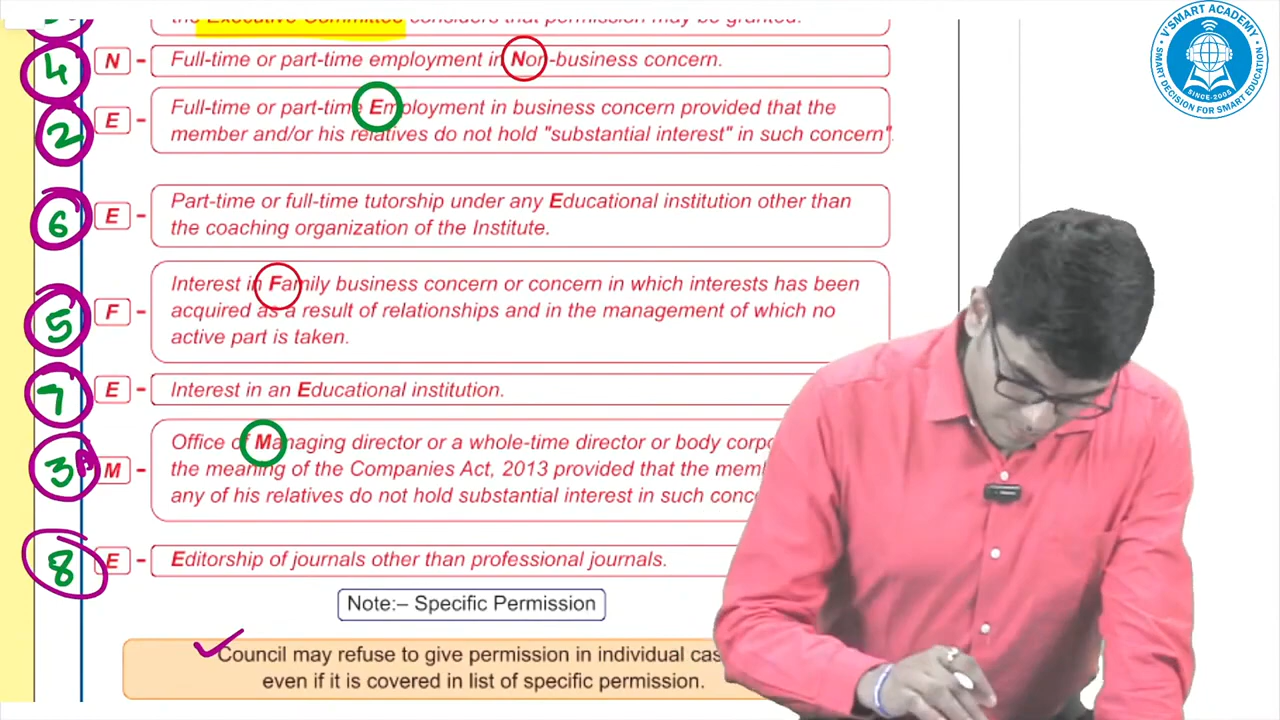 the Executive Committee considers that permission may be granted.
4 N - Full-time or part-time employment in Non-business concern.
2 E - Full-time or part-time Employment in business concern provided that the
member and/or his relatives do not hold "substantial interest" in such concern"
6 E - Part-time or full-time tutorship under any Educational institution other than
the coaching organization of the Institute.
5 F - Interest in Family business concern or concern in which interests has been
acquired as a result of relationships and in the management of which no
active part is taken.
7 E - Interest in an Educational institution.
3 M - Office of Managing director or a whole-time director or body
the meaning of the Companies Act, 2013 provided that the
any of his relatives do not hold substantial interest in such
8 E - Editorship of journals other than professional journals.
Note:– Specific Permission
Council may refuse to give permission in individual
even if it is covered in list of specific permission.
V'SMART ACADEMY
SMART DECISION FOR SMART EDUCATION
SINCE-2005